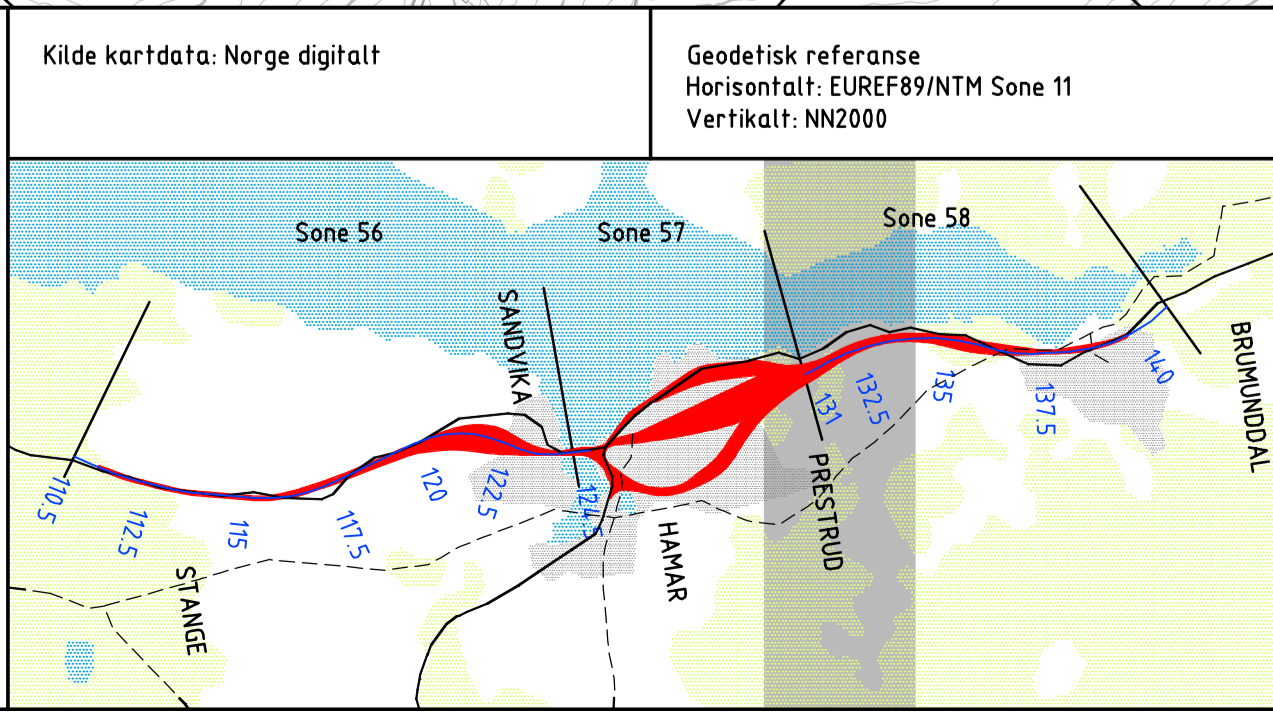 Kilde kartdata: Norge digitalt
Geodetisk referanse
Horisontalt: EUREF89/NTM Sone 11
Vertikalt: NN2000
Sone 56
Sone 57
Sone 58
SANDVIKA
BRUMUNDDAL
110.5
112.5
115
117.5
120
122.5
124.5
131
132.5
135
137.5
140
STANGE
HAMAR
PRESTRUD